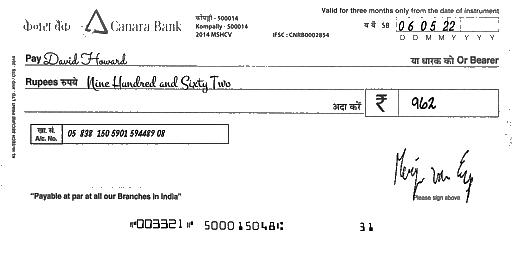 Valid for three months only from the date of instrument
केनरा बैंक Canara Bank
कोंपल्ली - 500014
Kompally - 500014
2014 MSHCV
IFSC : CNRB0002854
SB 06 05 22
D D M M Y Y Y Y
Pay David Howard या धारक को Or Bearer
Rupees रुपये Nine Hundred and Sixty Two
अदा करें ₹ 962
खा. सं.
A/c. No. 05 838 150 5901 594489 08
Please sign above
"Payable at par at all our Branches in India"
⑈003321⑈ 500015048⑆ 31